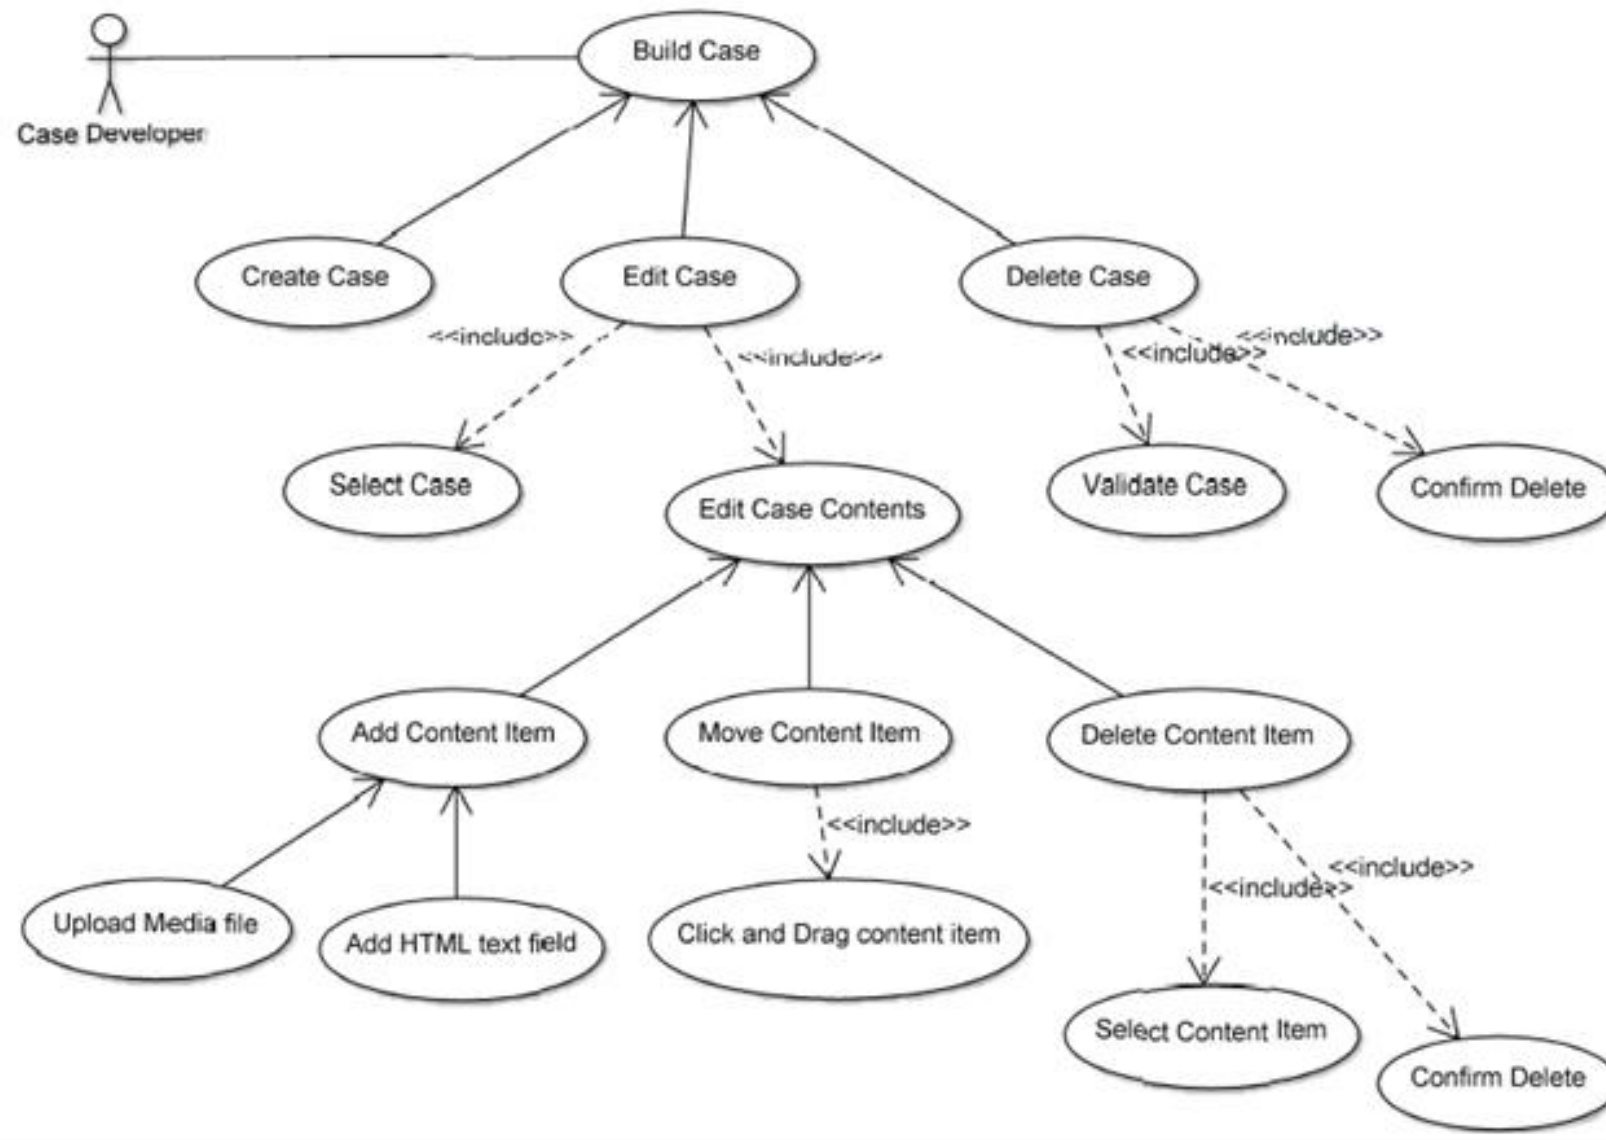 Build Case
Case Developer
Create Case
Edit Case
Delete Case
<<include>>
<<include>>
<<include>>
<<include>>
Select Case
Edit Case Contents
Validate Case
Confirm Delete
Add Content Item
Move Content Item
Delete Content Item
<<include>>
<<include>>
<<include>>
Upload Media file
Add HTML text field
Click and Drag content item
Select Content Item
Confirm Delete